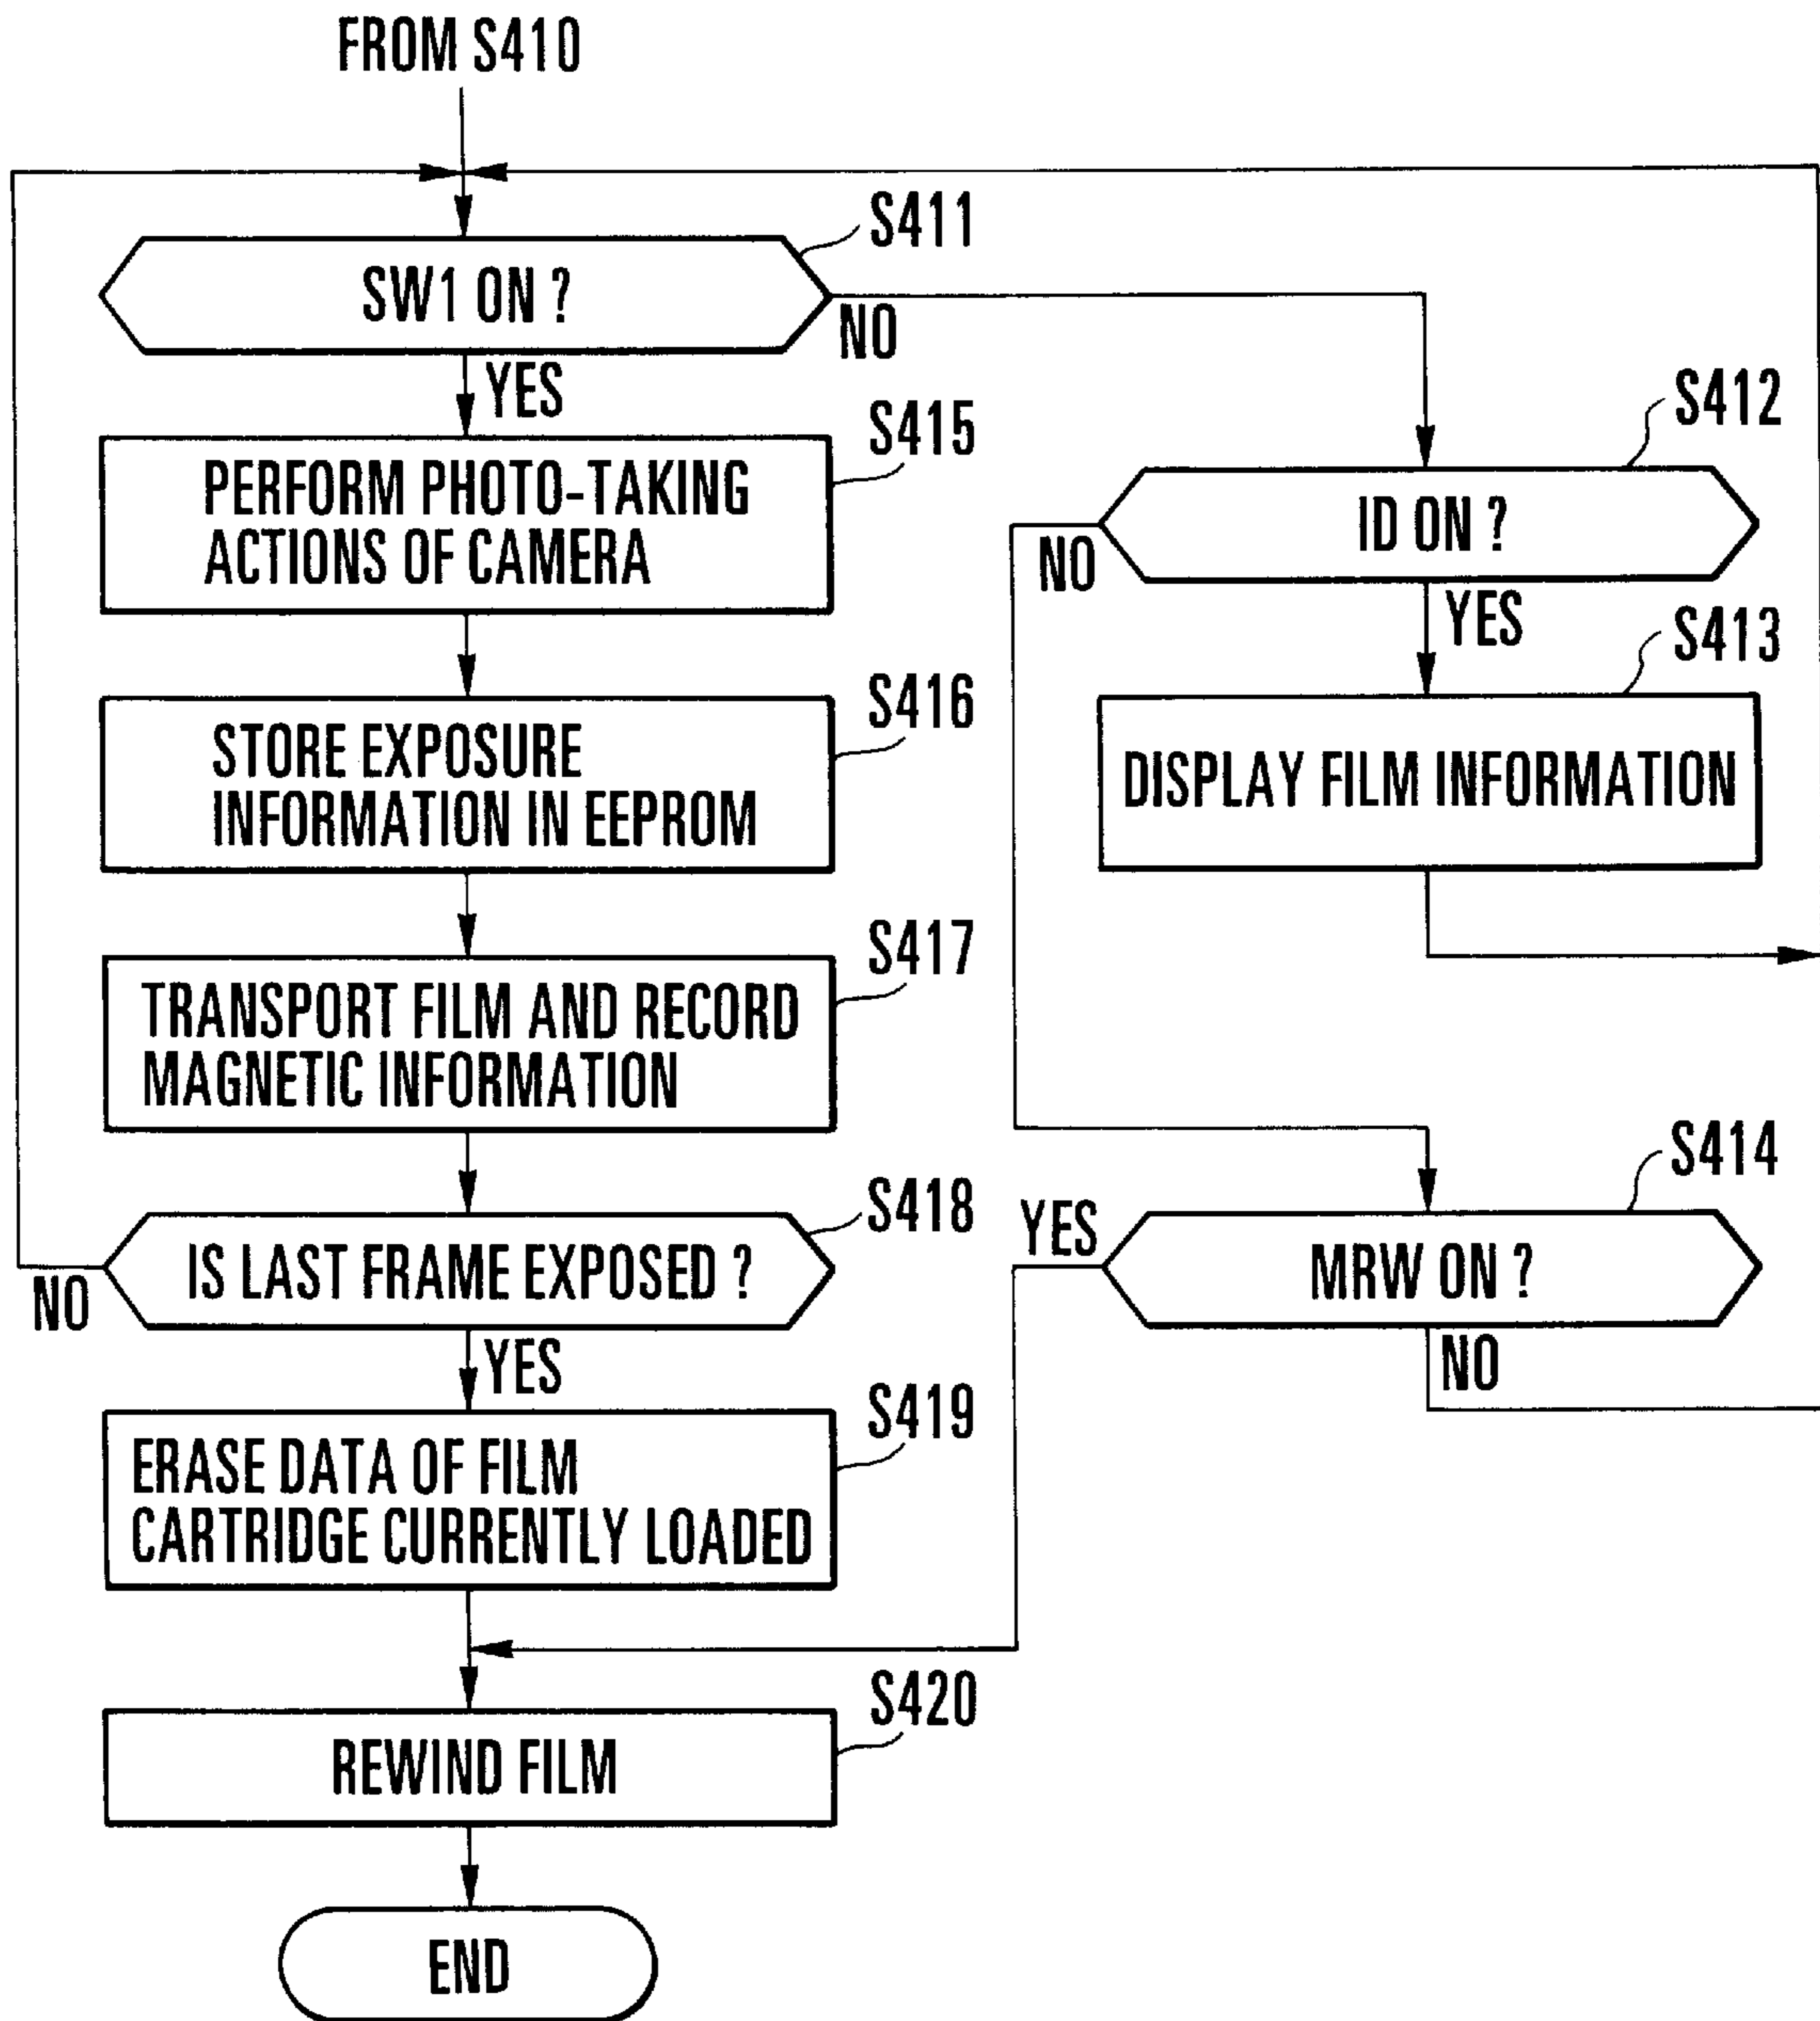 FROM S410
S411
SW1 ON ?
NO
YES
S415
PERFORM PHOTO-TAKING
ACTIONS OF CAMERA
S416
STORE EXPOSURE
INFORMATION IN EEPROM
S417
TRANSPORT FILM AND RECORD
MAGNETIC INFORMATION
S418
IS LAST FRAME EXPOSED ?
NO
YES
S419
ERASE DATA OF FILM
CARTRIDGE CURRENTLY LOADED
S420
REWIND FILM
END
S412
ID ON ?
NO
YES
S413
DISPLAY FILM INFORMATION
S414
YES
MRW ON ?
NO